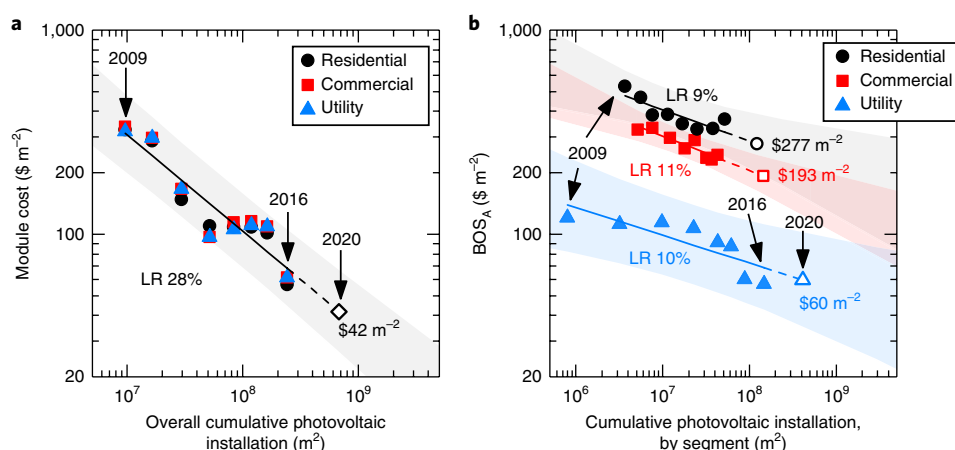 a
1,000
200
100
20
Module cost ($ m⁻²)
2009
Residential
Commercial
Utility
2016
2020
LR 28%
$42 m⁻²
10⁷
10⁸
10⁹
Overall cumulative photovoltaic
installation (m²)
b
1,000
200
100
20
BOS_A ($ m⁻²)
Residential
Commercial
Utility
LR 9%
$277 m⁻²
2009
LR 11%
$193 m⁻²
2016
2020
LR 10%
$60 m⁻²
10⁶
10⁷
10⁸
10⁹
Cumulative photovoltaic installation,
by segment (m²)